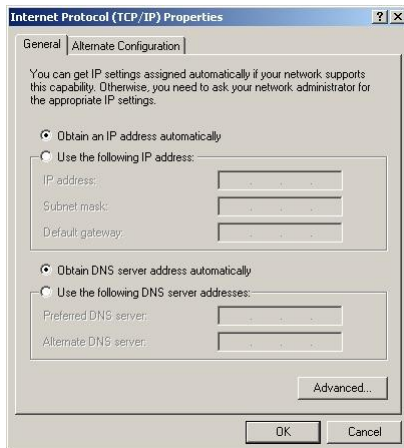 Internet Protocol (TCP/IP) Properties
General
Alternate Configuration
You can get IP settings assigned automatically if your network supports
this capability. Otherwise, you need to ask your network administrator for
the appropriate IP settings.
Obtain an IP address automatically
Use the following IP address:
IP address:
Subnet mask:
Default gateway:
Obtain DNS server address automatically
Use the following DNS server addresses:
Preferred DNS server:
Alternate DNS server:
Advanced...
OK
Cancel